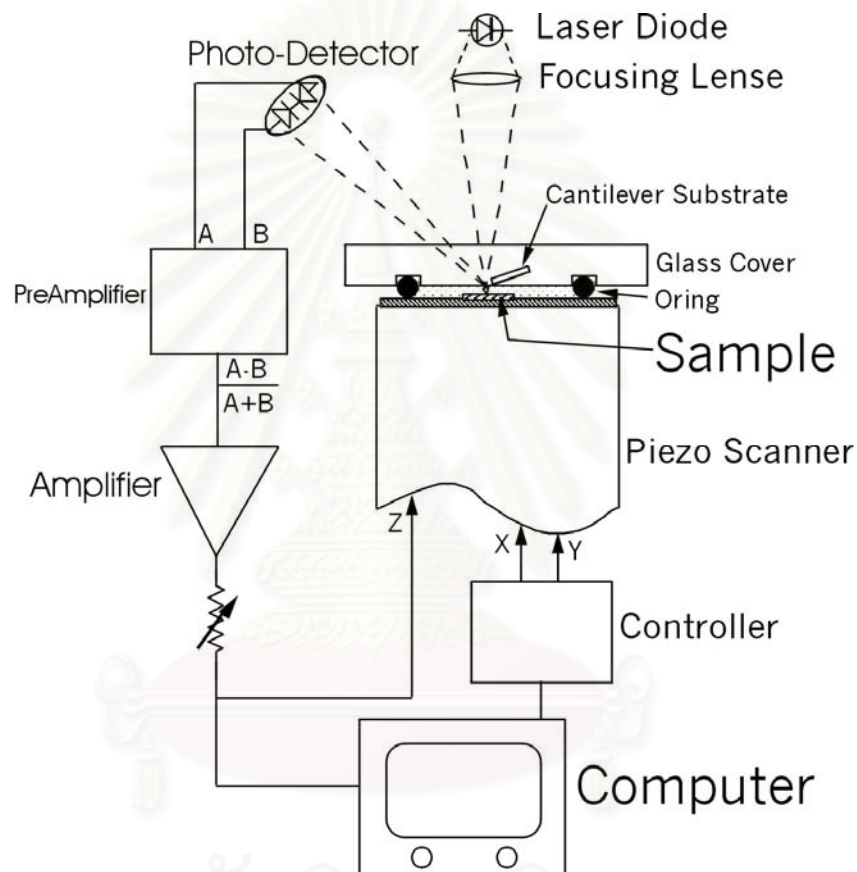 Laser Diode
Photo-Detector
Focusing Lense
Cantilever Substrate
A B
Glass Cover
PreAmplifier
Oring
Sample
A-B
A+B
Piezo Scanner
Amplifier
Z
X Y
Controller
Computer